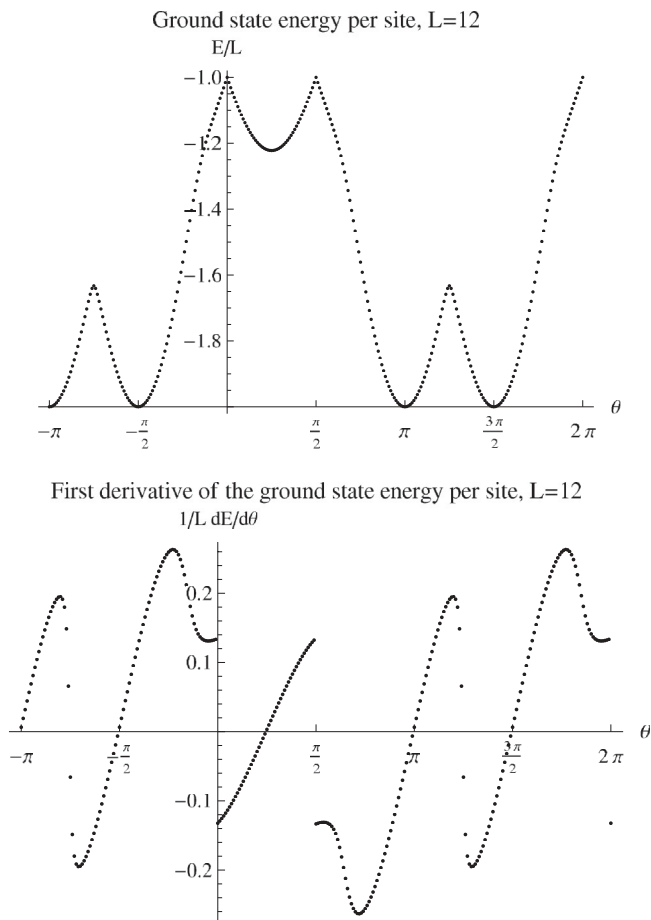 Ground state energy per site, L=12
E/L
−1.0
−1.2
−1.4
−1.6
−1.8
−π
−π/2
π/2
π
3π/2
2π
θ
First derivative of the ground state energy per site, L=12
1/L dE/dθ
0.2
0.1
−π
−π/2
π/2
π
3π/2
2π
θ
−0.1
−0.2